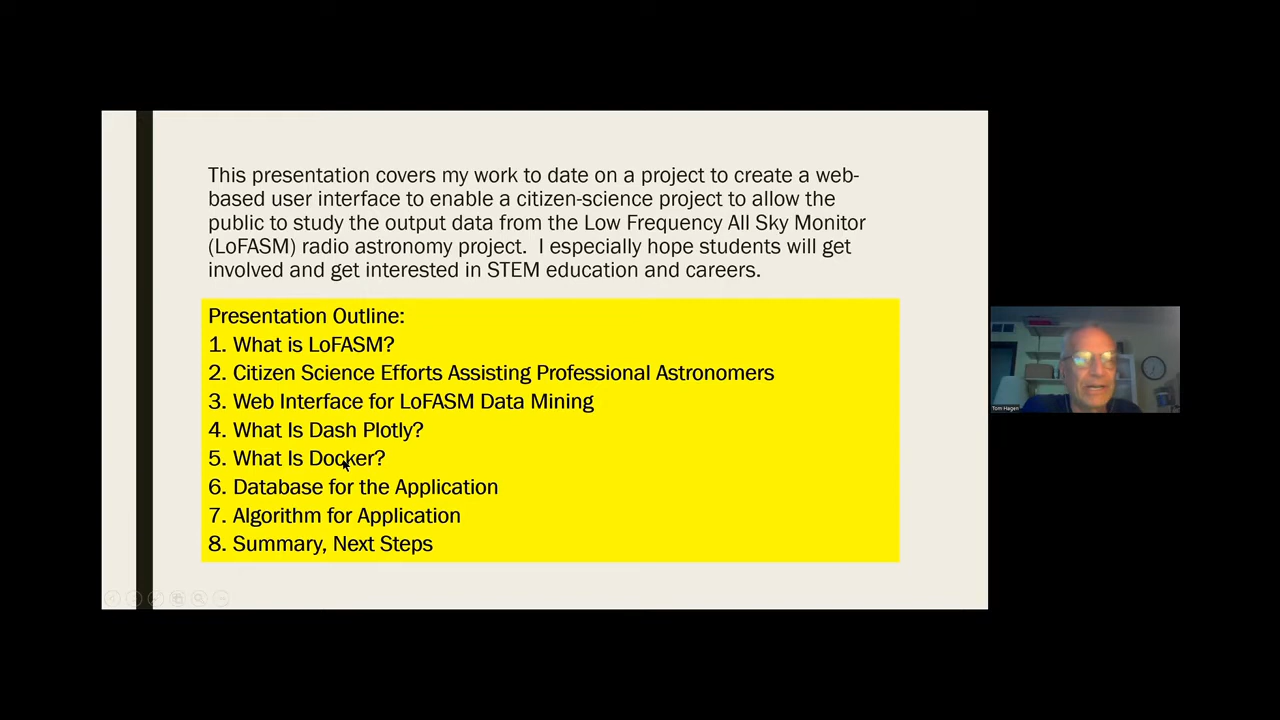 This presentation covers my work to date on a project to create a web-
based user interface to enable a citizen-science project to allow the
public to study the output data from the Low Frequency All Sky Monitor
(LoFASM) radio astronomy project.  I especially hope students will get
involved and get interested in STEM education and careers.
Presentation Outline:
1. What is LoFASM?
2. Citizen Science Efforts Assisting Professional Astronomers
3. Web Interface for LoFASM Data Mining
4. What Is Dash Plotly?
5. What Is Docker?
6. Database for the Application
7. Algorithm for Application
8. Summary, Next Steps
Tom Hagen